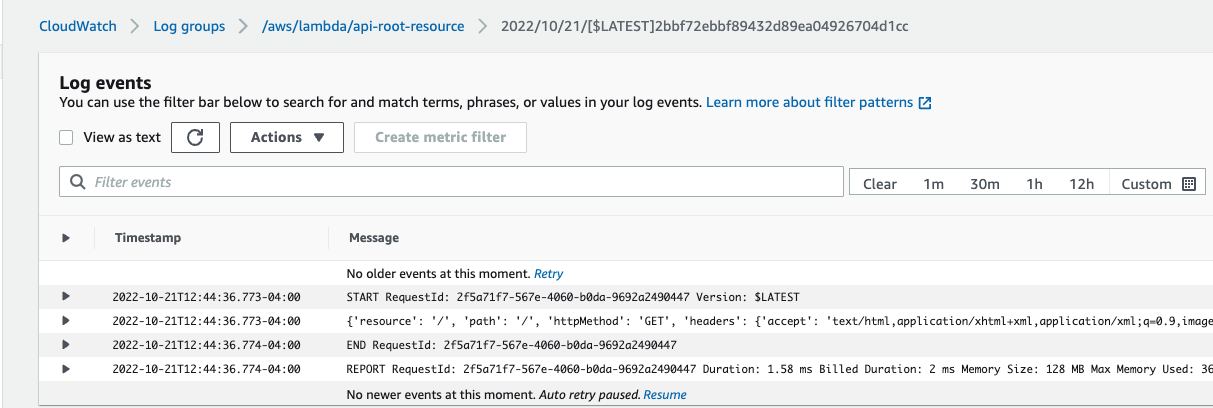 CloudWatch > Log groups > /aws/lambda/api-root-resource > 2022/10/21/[$LATEST]2bbf72ebbf89432d89ea04926704d1cc
Log events
You can use the filter bar below to search for and match terms, phrases, or values in your log events. Learn more about filter patterns
View as text Actions Create metric filter
Filter events Clear 1m 30m 1h 12h Custom
Timestamp Message
No older events at this moment. Retry
2022-10-21T12:44:36.773-04:00 START RequestId: 2f5a71f7-567e-4060-b0da-9692a2490447 Version: $LATEST
2022-10-21T12:44:36.773-04:00 {'resource': '/', 'path': '/', 'httpMethod': 'GET', 'headers': {'accept': 'text/html,application/xhtml+xml,application/xml;q=0.9,image
2022-10-21T12:44:36.774-04:00 END RequestId: 2f5a71f7-567e-4060-b0da-9692a2490447
2022-10-21T12:44:36.774-04:00 REPORT RequestId: 2f5a71f7-567e-4060-b0da-9692a2490447 Duration: 1.58 ms Billed Duration: 2 ms Memory Size: 128 MB Max Memory Used: 36
No newer events at this moment. Auto retry paused. Resume